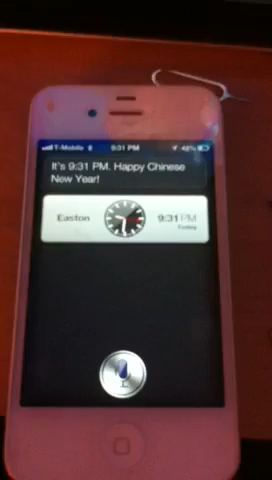 T-Mobile 9:31 PM 48%
It's 9:31 PM. Happy Chinese
New Year!
Easton 9:31 PM
Today